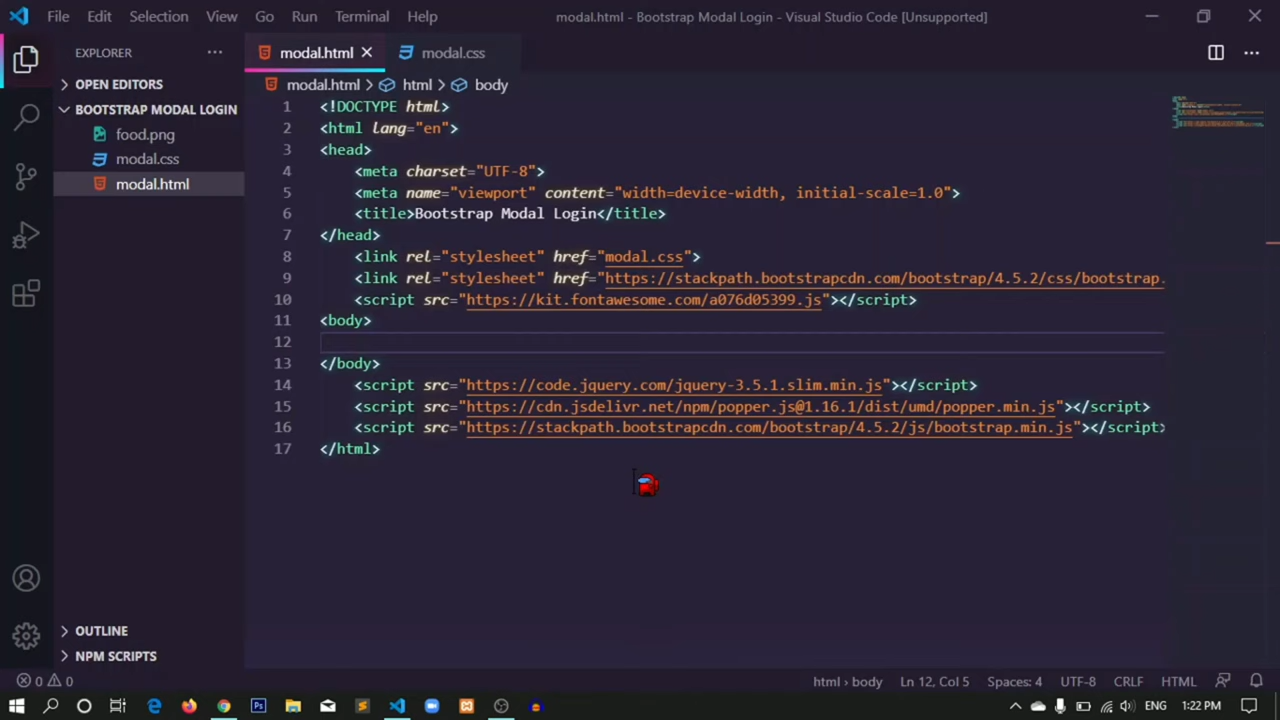 File Edit Selection View Go Run Terminal Help
modal.html - Bootstrap Modal Login - Visual Studio Code [Unsupported]
EXPLORER
modal.html
modal.css
OPEN EDITORS
BOOTSTRAP MODAL LOGIN
food.png
modal.css
modal.html
OUTLINE
NPM SCRIPTS
modal.html > html > body
1 <!DOCTYPE html>
2 <html lang="en">
3 <head>
4 <meta charset="UTF-8">
5 <meta name="viewport" content="width=device-width, initial-scale=1.0">
6 <title>Bootstrap Modal Login</title>
7 </head>
8 <link rel="stylesheet" href="modal.css">
9 <link rel="stylesheet" href="https://stackpath.bootstrapcdn.com/bootstrap/4.5.2/css/bootstrap.
10 <script src="https://kit.fontawesome.com/a076d05399.js"></script>
11 <body>
12
13 </body>
14 <script src="https://code.jquery.com/jquery-3.5.1.slim.min.js"></script>
15 <script src="https://cdn.jsdelivr.net/npm/popper.js@1.16.1/dist/umd/popper.min.js"></script>
16 <script src="https://stackpath.bootstrapcdn.com/bootstrap/4.5.2/js/bootstrap.min.js"></script>
17 </html>
0 0
html › body Ln 12, Col 5 Spaces: 4 UTF-8 CRLF HTML
ENG 1:22 PM